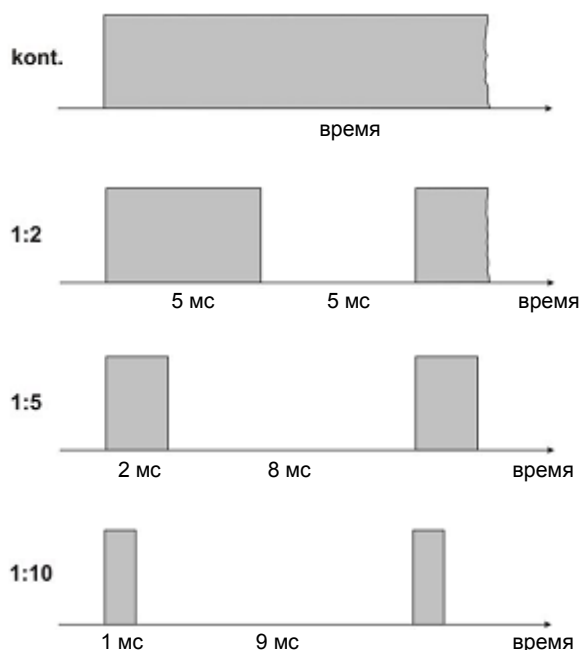 kont.
время
1:2
5 мс 5 мс время
1:5
2 мс 8 мс время
1:10
1 мс 9 мс время